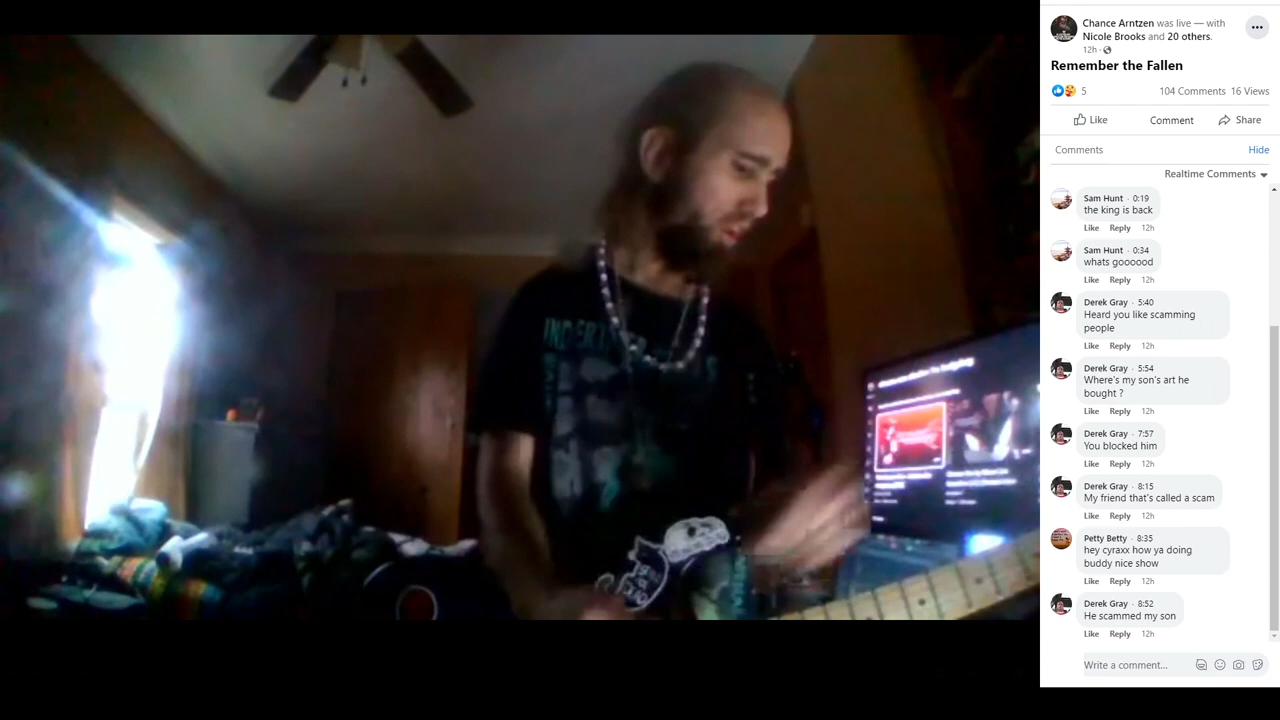 Chance Arntzen was live — with
Nicole Brooks and 20 others.
12h ·
Remember the Fallen
5
104 Comments 16 Views
Like Comment Share
Comments Hide
Realtime Comments
Sam Hunt · 0:19
the king is back
Like Reply 12h
Sam Hunt · 0:34
whats goooood
Like Reply 12h
Derek Gray · 5:40
Heard you like scamming
people
Like Reply 12h
Derek Gray · 5:54
Where's my son's art he
bought ?
Like Reply 12h
Derek Gray · 7:57
You blocked him
Like Reply 12h
Derek Gray · 8:15
My friend that's called a scam
Like Reply 12h
Petty Betty · 8:35
hey cyraxx how ya doing
buddy nice show
Like Reply 12h
Derek Gray · 8:52
He scammed my son
Like Reply 12h
Write a comment...